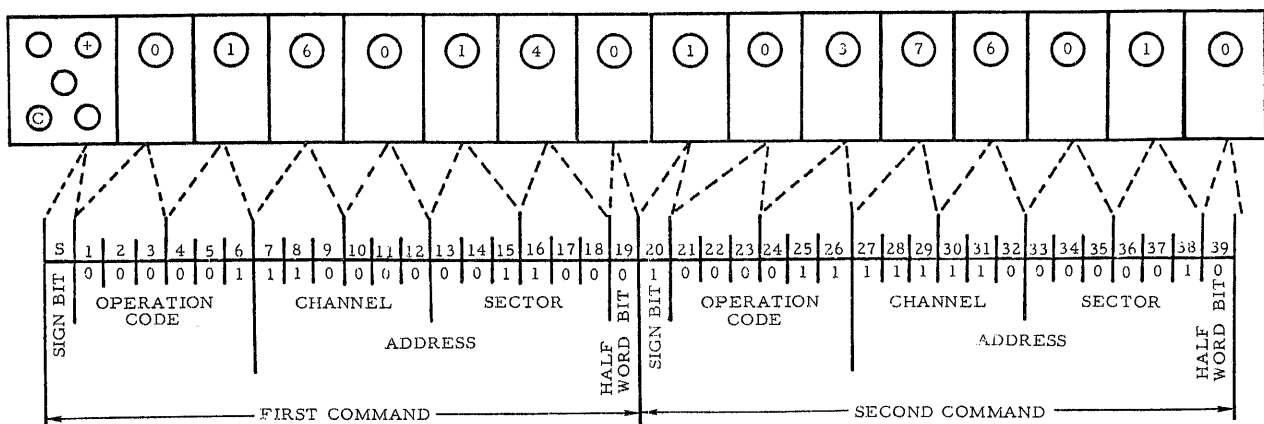 + 0 1 6 0 1 4 0 1 0 3 7 6 0 1 0
C
S 1 2 3 4 5 6 7 8 9 10 11 12 13 14 15 16 17 18 19 20 21 22 23 24 25 26 27 28 29 30 31 32 33 34 35 36 37 38 39
0 0 0 0 0 1 1 1 0 0 0 0 0 0 1 1 0 0 0 1 0 0 0 0 1 1 1 1 1 1 1 0 0 0 0 0 0 1 0
SIGN BIT
OPERATION
CODE
CHANNEL
SECTOR
ADDRESS
HALF
WORD BIT
SIGN BIT
OPERATION
CODE
CHANNEL
SECTOR
ADDRESS
HALF
WORD BIT
FIRST COMMAND
SECOND COMMAND